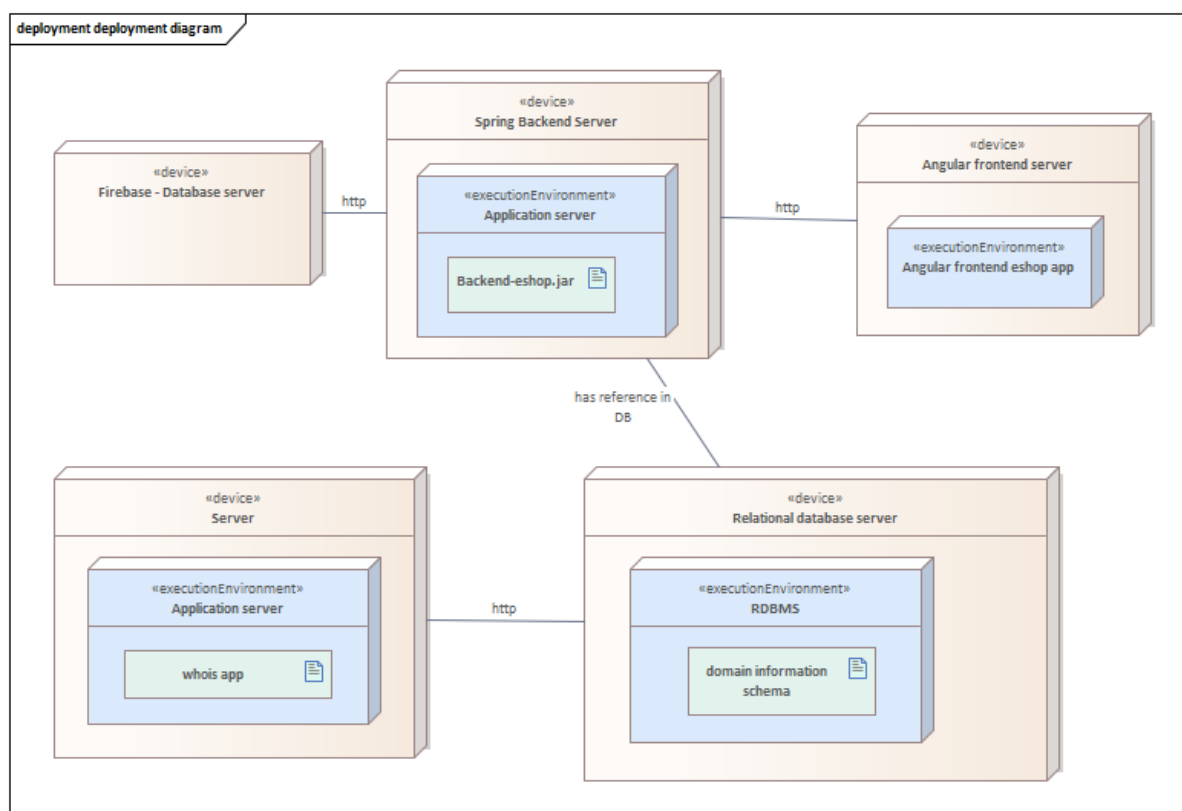 deployment deployment diagram
«device»
Spring Backend Server
«executionEnvironment»
Application server
Backend-eshop.jar
«device»
Firebase - Database server
http
http
«device»
Angular frontend server
«executionEnvironment»
Angular frontend eshop app
has reference in
DB
«device»
Server
«executionEnvironment»
Application server
whois app
http
«device»
Relational database server
«executionEnvironment»
RDBMS
domain information
schema